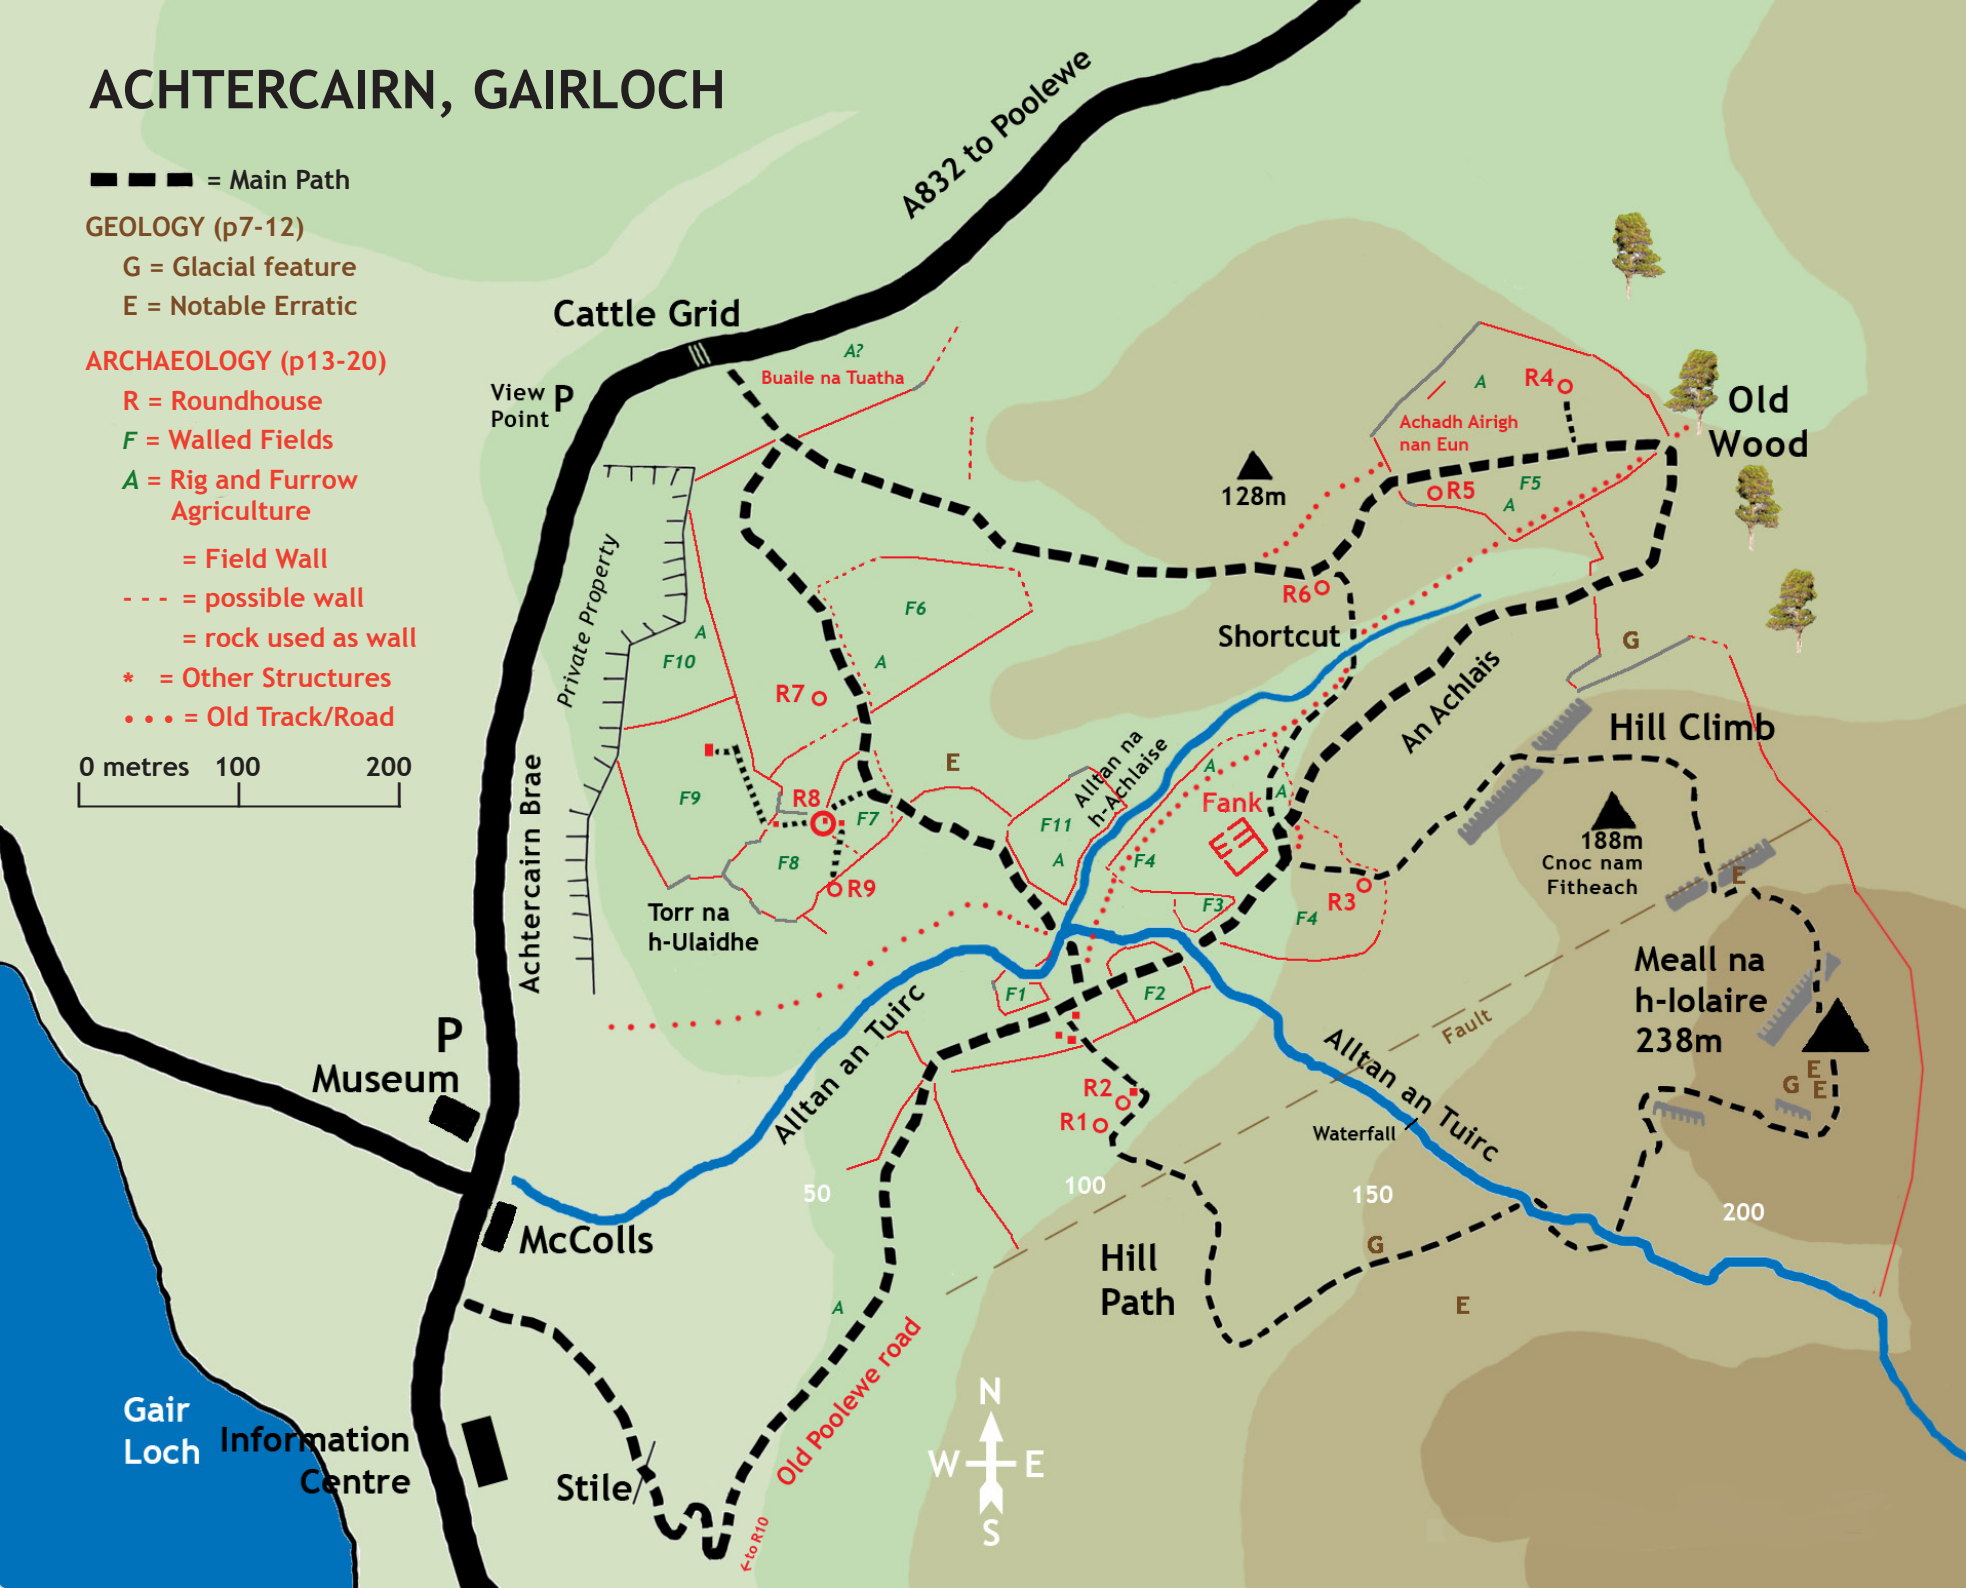 ACHTERCAIRN, GAIRLOCH
= Main Path
GEOLOGY (p7-12)
G = Glacial feature
E = Notable Erratic
ARCHAEOLOGY (p13-20)
R = Roundhouse
F = Walled Fields
A = Rig and Furrow
Agriculture
= Field Wall
- - - = possible wall
= rock used as wall
* = Other Structures
• • • = Old Track/Road
0 metres 100 200
A832 to Poolewe
Cattle Grid
View
Point
P
A?
Buaile na Tuatha
Private Property
Achtercairn Brae
128m
A
R4
Achadh Airigh
nan Eun
R5
F5
A
Old
Wood
R6
Shortcut
F6
A
A
F10
R7
G
An Achlais
Hill Climb
E
Alltan na
h-Achlaise
A
A
Fank
F9
R8
F7
F8
R9
F11
A
F4
F3
F4
R3
188m
Cnoc nam
Fitheach
E
Torr na
h-Ulaidhe
Meall na
h-Iolaire
238m
F1
F2
Fault
Alltan an Tuirc
Alltan an Tuirc
Waterfall
E
G
E
P
Museum
R2
R1
50
100
150
200
McColls
Hill
Path
G
E
A
Old Poolewe road
Gair
Loch
Information
Centre
Stile
←to R10
N
W
E
S